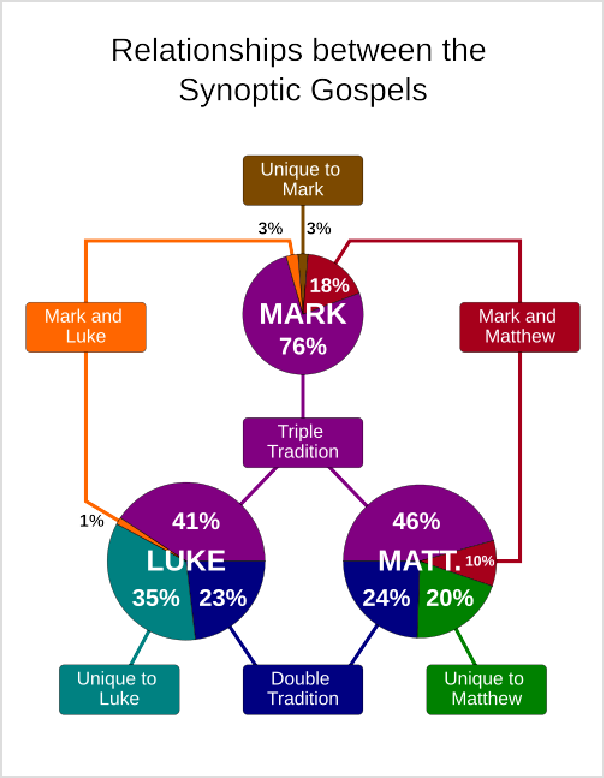 Relationships between the
Synoptic Gospels
Unique to
Mark
3%
3%
18%
MARK
76%
Mark and
Luke
Mark and
Matthew
Triple
Tradition
41%
46%
1%
LUKE
MATT.
10%
35%
23%
24%
20%
Unique to
Luke
Double
Tradition
Unique to
Matthew